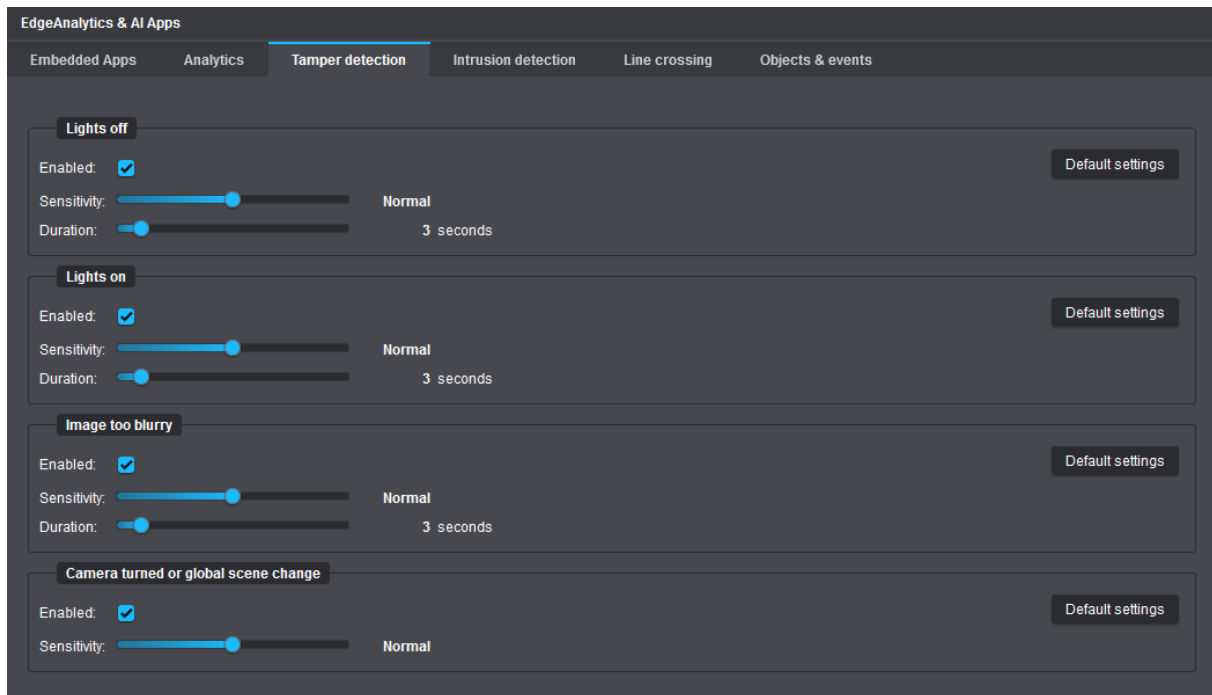 EdgeAnalytics & AI Apps
Embedded Apps Analytics Tamper detection Intrusion detection Line crossing Objects & events
Lights off
Enabled: Default settings
Sensitivity: Normal
Duration: 3 seconds
Lights on
Enabled: Default settings
Sensitivity: Normal
Duration: 3 seconds
Image too blurry
Enabled: Default settings
Sensitivity: Normal
Duration: 3 seconds
Camera turned or global scene change
Enabled: Default settings
Sensitivity: Normal